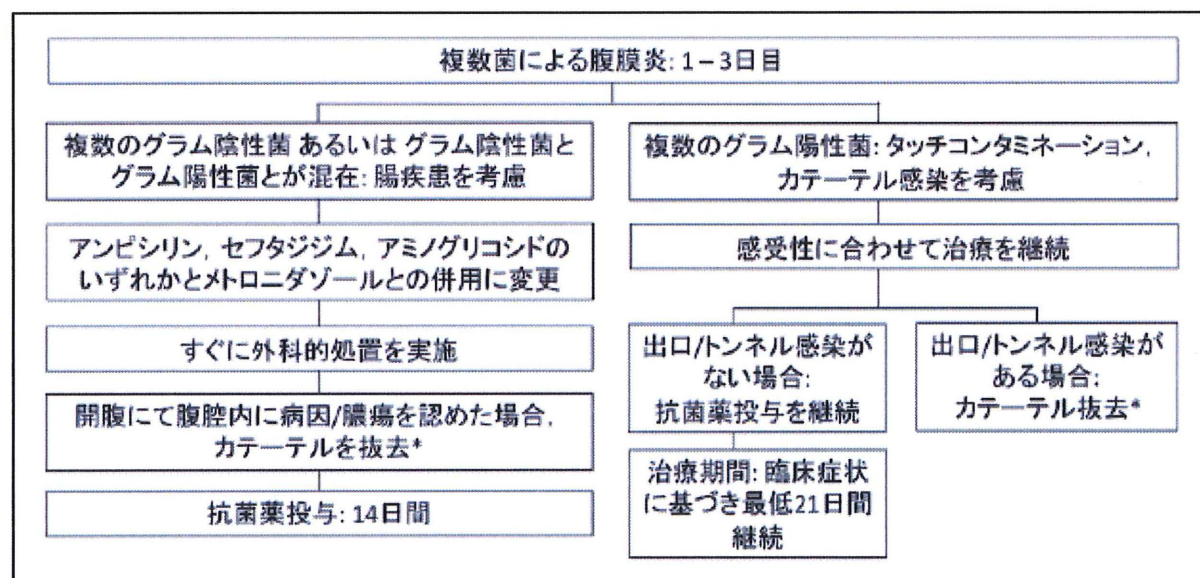 複数菌による腹膜炎: 1–3日目
複数のグラム陰性菌 あるいは グラム陰性菌と
グラム陽性菌とが混在: 腸疾患を考慮
アンピシリン, セフタジジム, アミノグリコシドの
いずれかとメトロニダゾールとの併用に変更
すぐに外科的処置を実施
開腹にて腹腔内に病因/膿瘍を認めた場合,
カテーテルを抜去*
抗菌薬投与: 14日間
複数のグラム陽性菌: タッチコンタミネーション,
カテーテル感染を考慮
感受性に合わせて治療を継続
出口/トンネル感染が
ない場合:
抗菌薬投与を継続
治療期間: 臨床症状
に基づき最低21日間
継続
出口/トンネル感染が
ある場合:
カテーテル抜去*